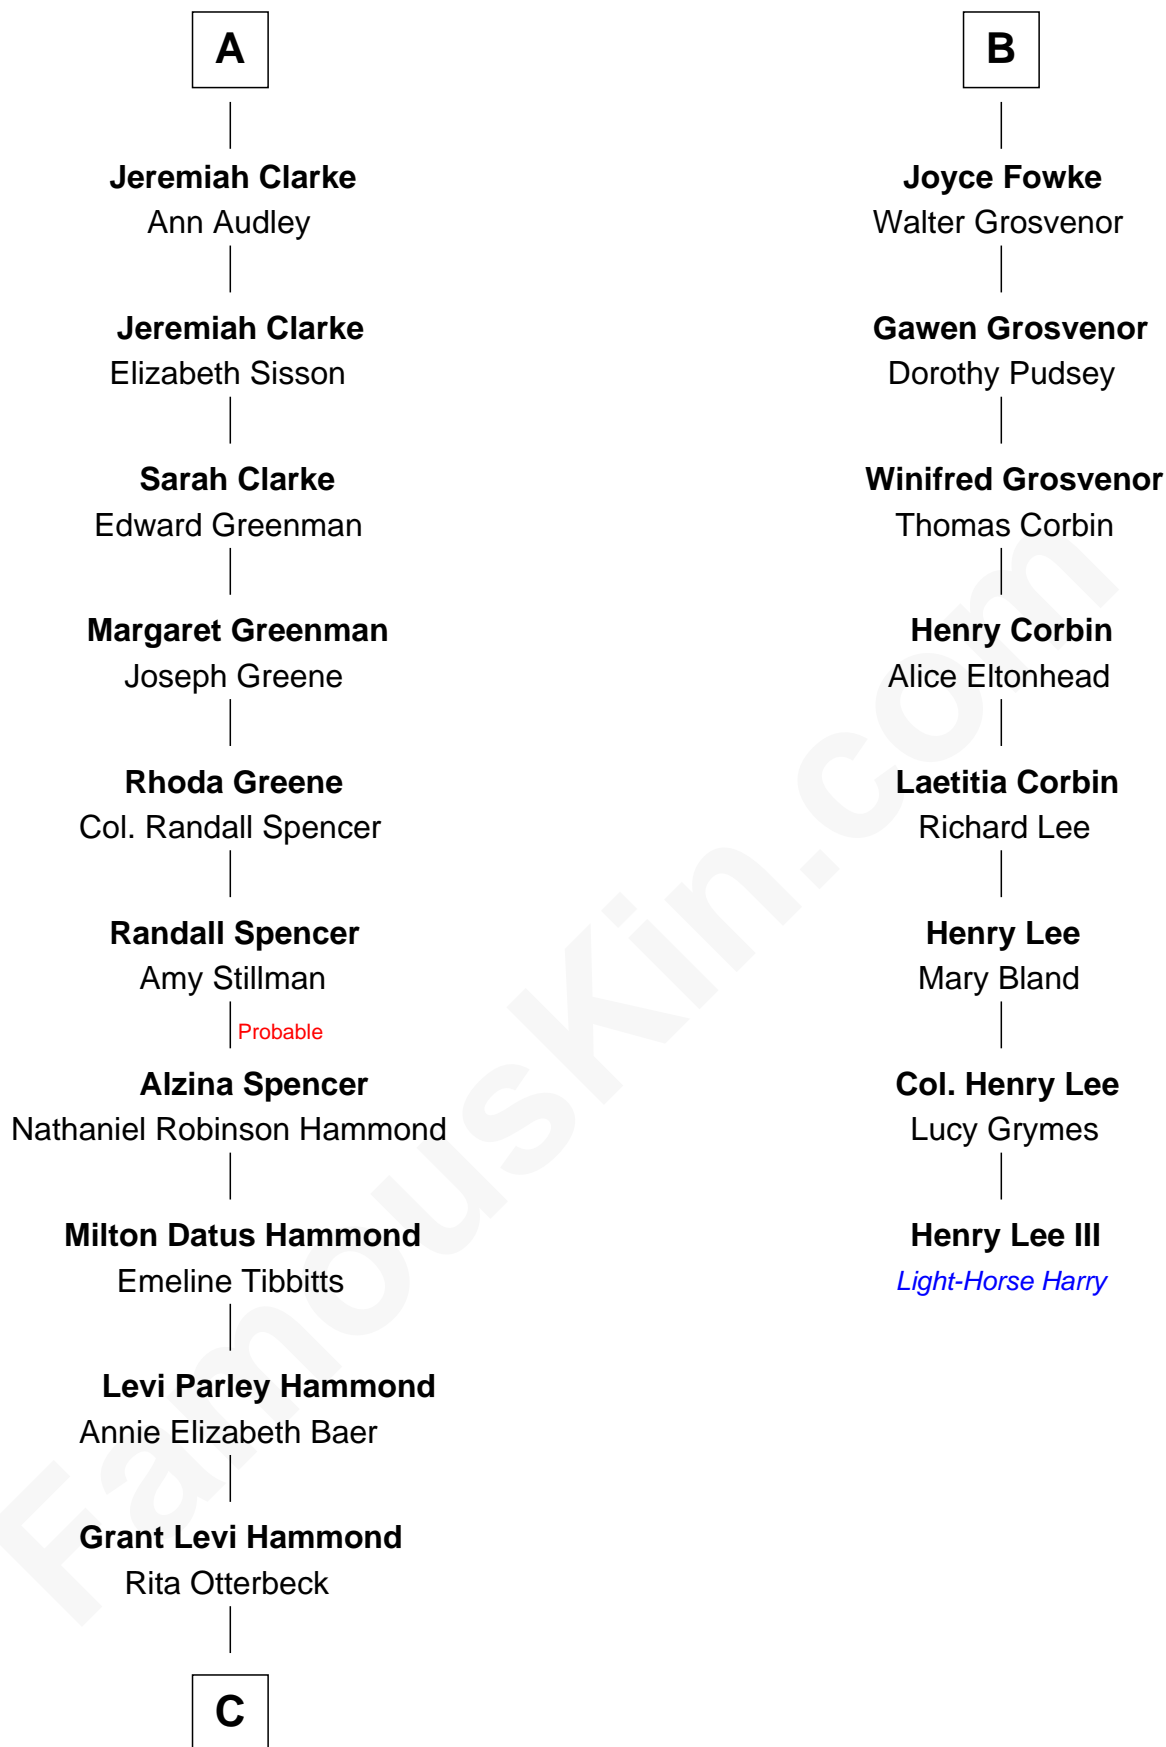 A
Jeremiah Clarke
Ann Audley
Jeremiah Clarke
Elizabeth Sisson
Sarah Clarke
Edward Greenman
Margaret Greenman
Joseph Greene
Rhoda Greene
Col. Randall Spencer
Randall Spencer
Amy Stillman
Probable
Alzina Spencer
Nathaniel Robinson Hammond
Milton Datus Hammond
Emeline Tibbitts
Levi Parley Hammond
Annie Elizabeth Baer
Grant Levi Hammond
Rita Otterbeck
C
B
Joyce Fowke
Walter Grosvenor
Gawen Grosvenor
Dorothy Pudsey
Winifred Grosvenor
Thomas Corbin
Henry Corbin
Alice Eltonhead
Laetitia Corbin
Richard Lee
Henry Lee
Mary Bland
Col. Henry Lee
Lucy Grymes
Henry Lee III
Light-Horse Harry
FamousKin.com